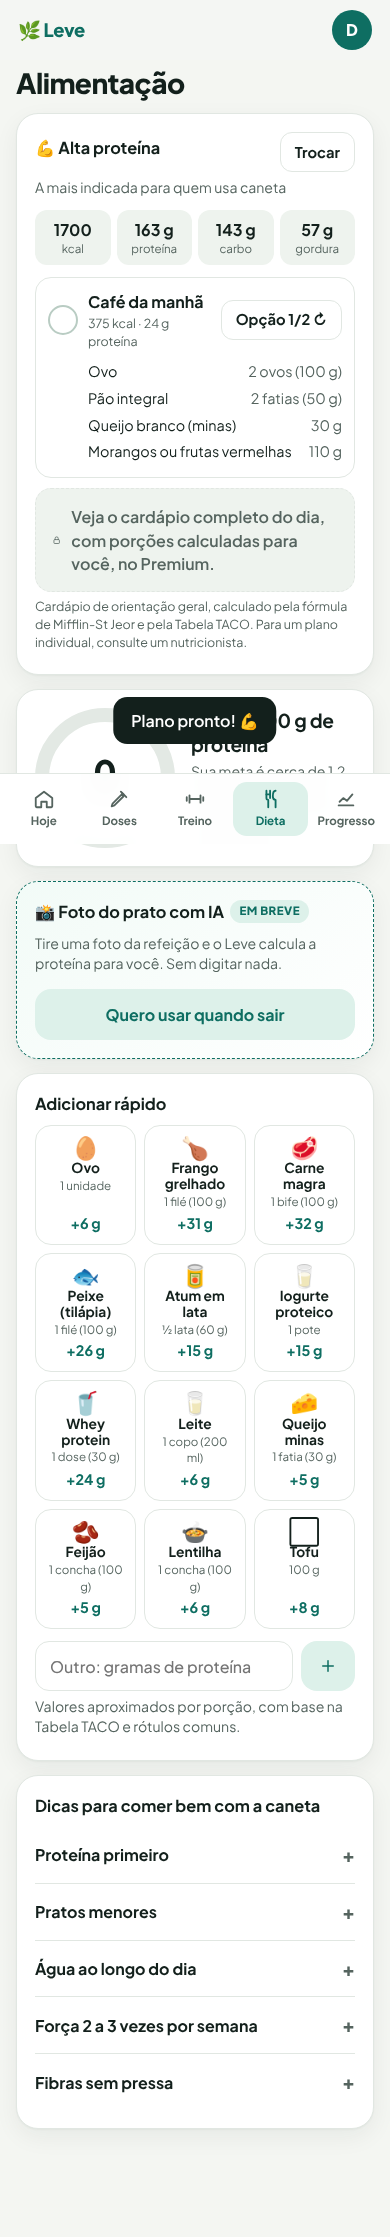 Leve
D
Alimentação
Alta proteína
Trocar
A mais indicada para quem usa caneta
1700
kcal
163 g
proteína
143 g
carbo
57 g
gordura
Café da manhã
375 kcal · 24 g
proteína
Opção 1/2 ↻
Ovo
2 ovos (100 g)
Pão integral
2 fatias (50 g)
Queijo branco (minas)
30 g
Morangos ou frutas vermelhas
110 g
Veja o cardápio completo do dia,
com porções calculadas para
você, no Premium.
Cardápio de orientação geral, calculado pela fórmula
de Mifflin-St Jeor e pela Tabela TACO. Para um plano
individual, consulte um nutricionista.
Plano pronto!
0 g de
proteína
Sua meta é cerca de 1,2
Hoje
Doses
Treino
Dieta
Progresso
Foto do prato com IA
EM BREVE
Tire uma foto da refeição e o Leve calcula a
proteína para você. Sem digitar nada.
Quero usar quando sair
Adicionar rápido
Ovo
1 unidade
+6 g
Frango
grelhado
1 filé (100 g)
+31 g
Carne
magra
1 bife (100 g)
+32 g
Peixe
(tilápia)
1 filé (100 g)
+26 g
Atum em
lata
½ lata (60 g)
+15 g
Iogurte
proteico
1 pote
+15 g
Whey
protein
1 dose (30 g)
+24 g
Leite
1 copo (200
ml)
+6 g
Queijo
minas
1 fatia (30 g)
+5 g
Feijão
1 concha (100
g)
+5 g
Lentilha
1 concha (100
g)
+6 g
Tofu
100 g
+8 g
Outro: gramas de proteína
+
Valores aproximados por porção, com base na
Tabela TACO e rótulos comuns.
Dicas para comer bem com a caneta
Proteína primeiro
+
Pratos menores
+
Água ao longo do dia
+
Força 2 a 3 vezes por semana
+
Fibras sem pressa
+